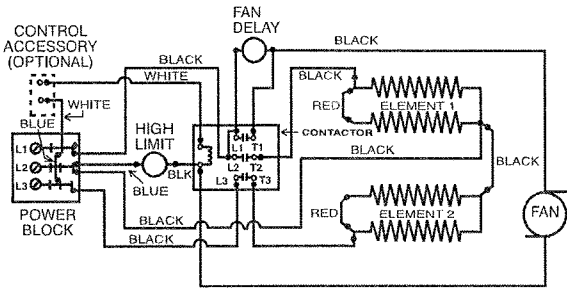 FAN
DELAY
CONTROL
ACCESSORY
(OPTIONAL)
BLACK
BLACK
WHITE
BLACK
WHITE
RED
ELEMENT 1
BLUE
HIGH
LIMIT
CONTACTOR
L1 T1
L1
L2
L3
L2 T2
BLK
BLUE
BLACK
L3 T3
POWER
BLOCK
BLACK
BLACK
RED
ELEMENT 2
FAN